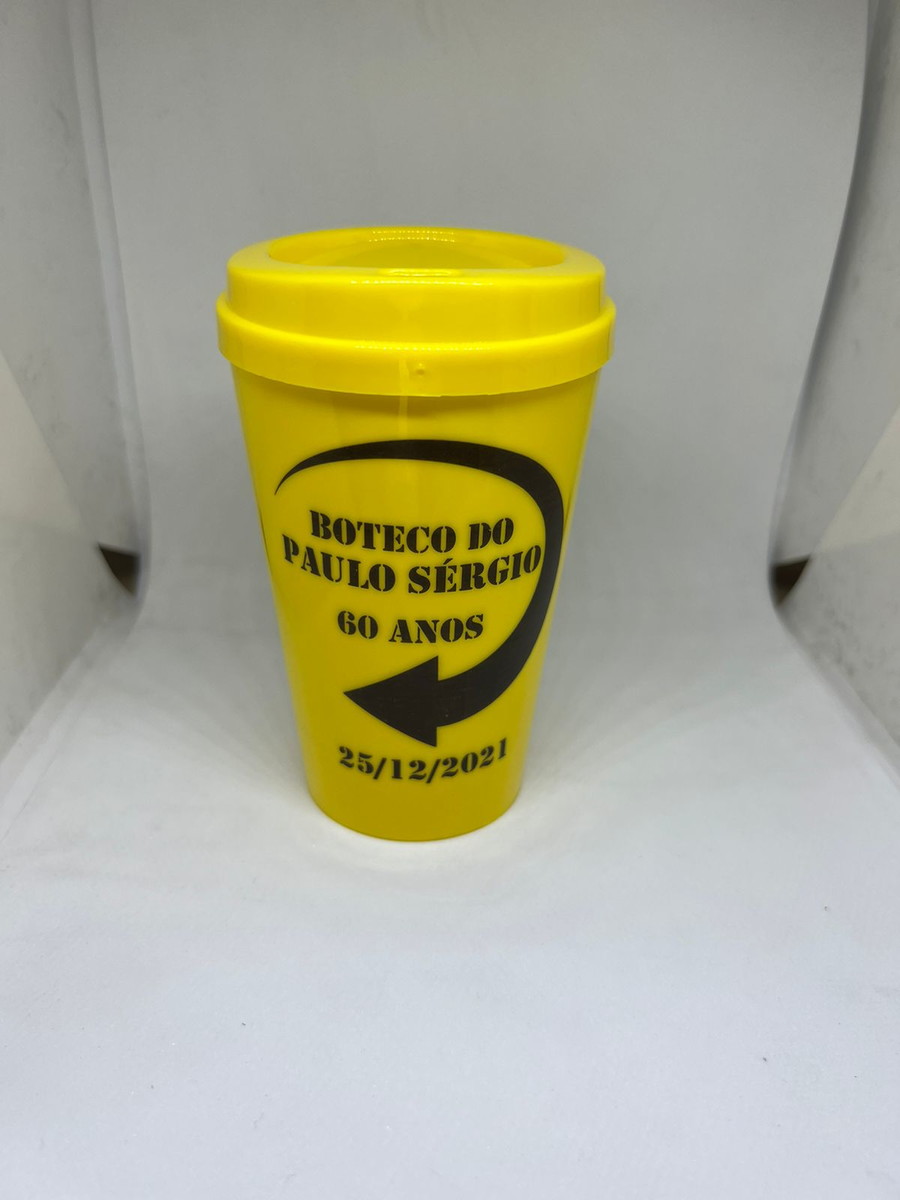 BOTECO DO
PAULO SÉRGIO
60 ANOS
25/12/2021